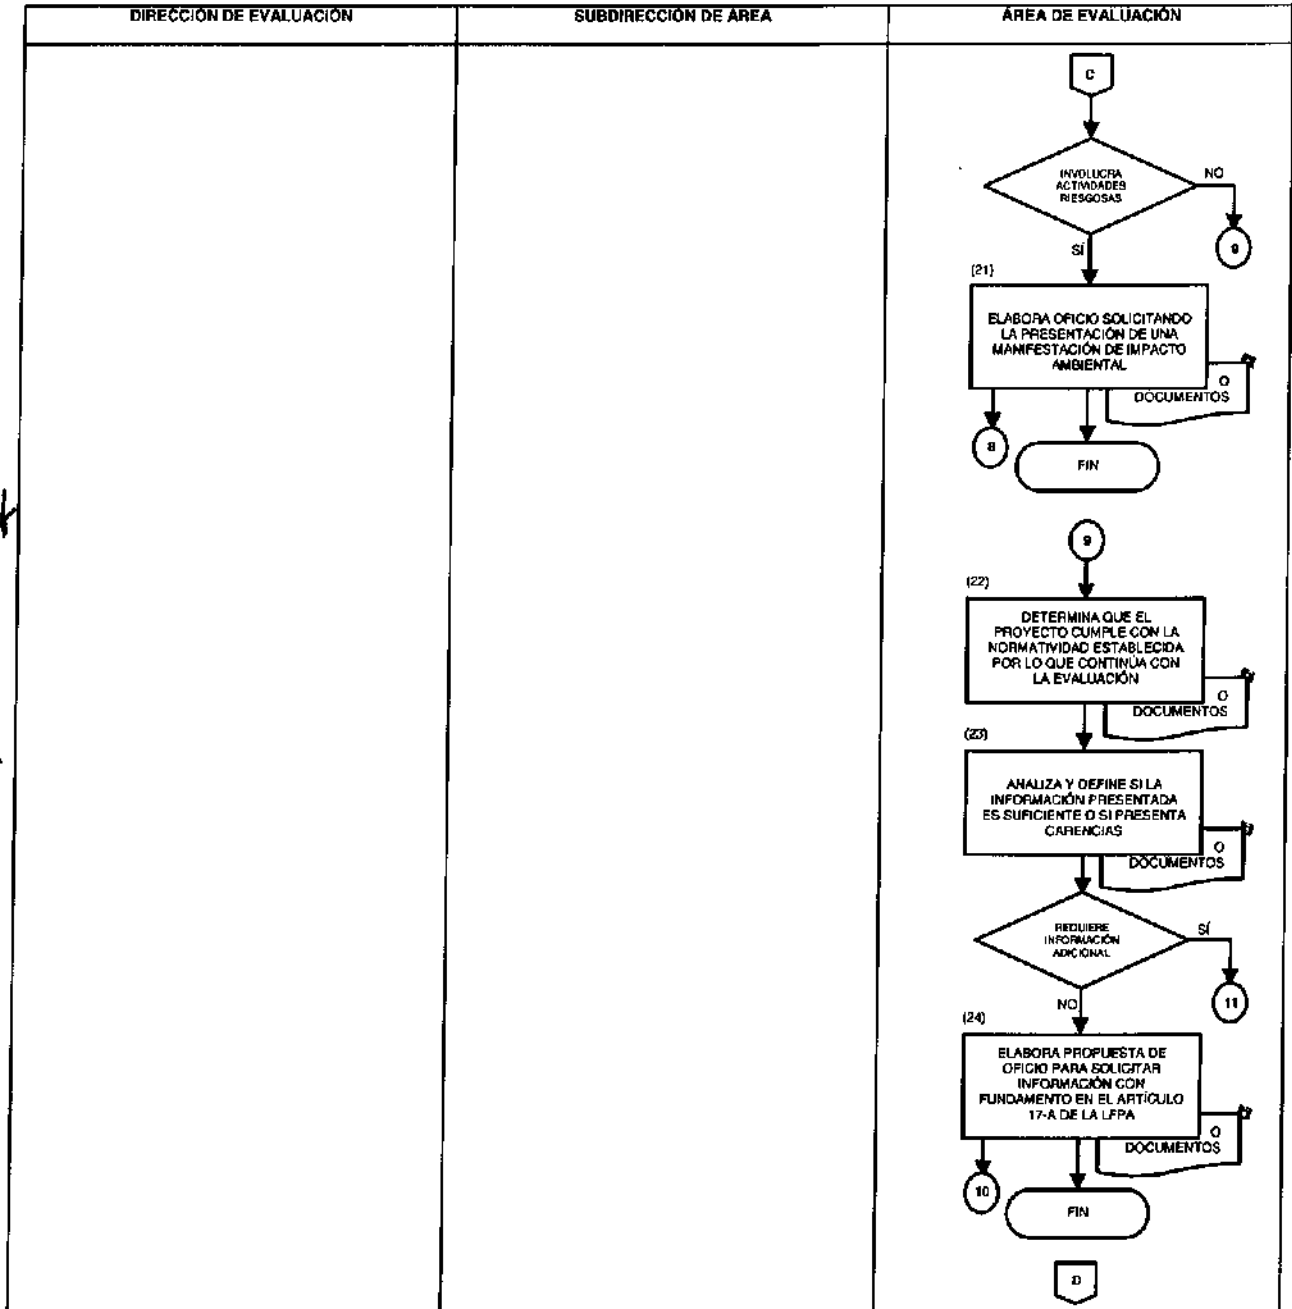 DIRECCIÓN DE EVALUACIÓN
SUBDIRECCIÓN DE ÁREA
ÁREA DE EVALUACIÓN
C
INVOLUCRA
ACTIVIDADES
RIESGOSAS
NO
9
SÍ
(21)
ELABORA OFICIO SOLICITANDO
LA PRESENTACIÓN DE UNA
MANIFESTACIÓN DE IMPACTO
AMBIENTAL
O
DOCUMENTOS
8
FIN
9
(22)
DETERMINA QUE EL
PROYECTO CUMPLE CON LA
NORMATIVIDAD ESTABLECIDA
POR LO QUE CONTINÚA CON
LA EVALUACIÓN
O
DOCUMENTOS
(23)
ANALIZA Y DEFINE SI LA
INFORMACIÓN PRESENTADA
ES SUFICIENTE O SI PRESENTA
CARENCIAS
O
DOCUMENTOS
REQUIERE
INFORMACIÓN
ADICIONAL
SÍ
11
NO
(24)
ELABORA PROPUESTA DE
OFICIO PARA SOLICITAR
INFORMACIÓN CON
FUNDAMENTO EN EL ARTÍCULO
17-A DE LA LFPA
O
DOCUMENTOS
10
FIN
D